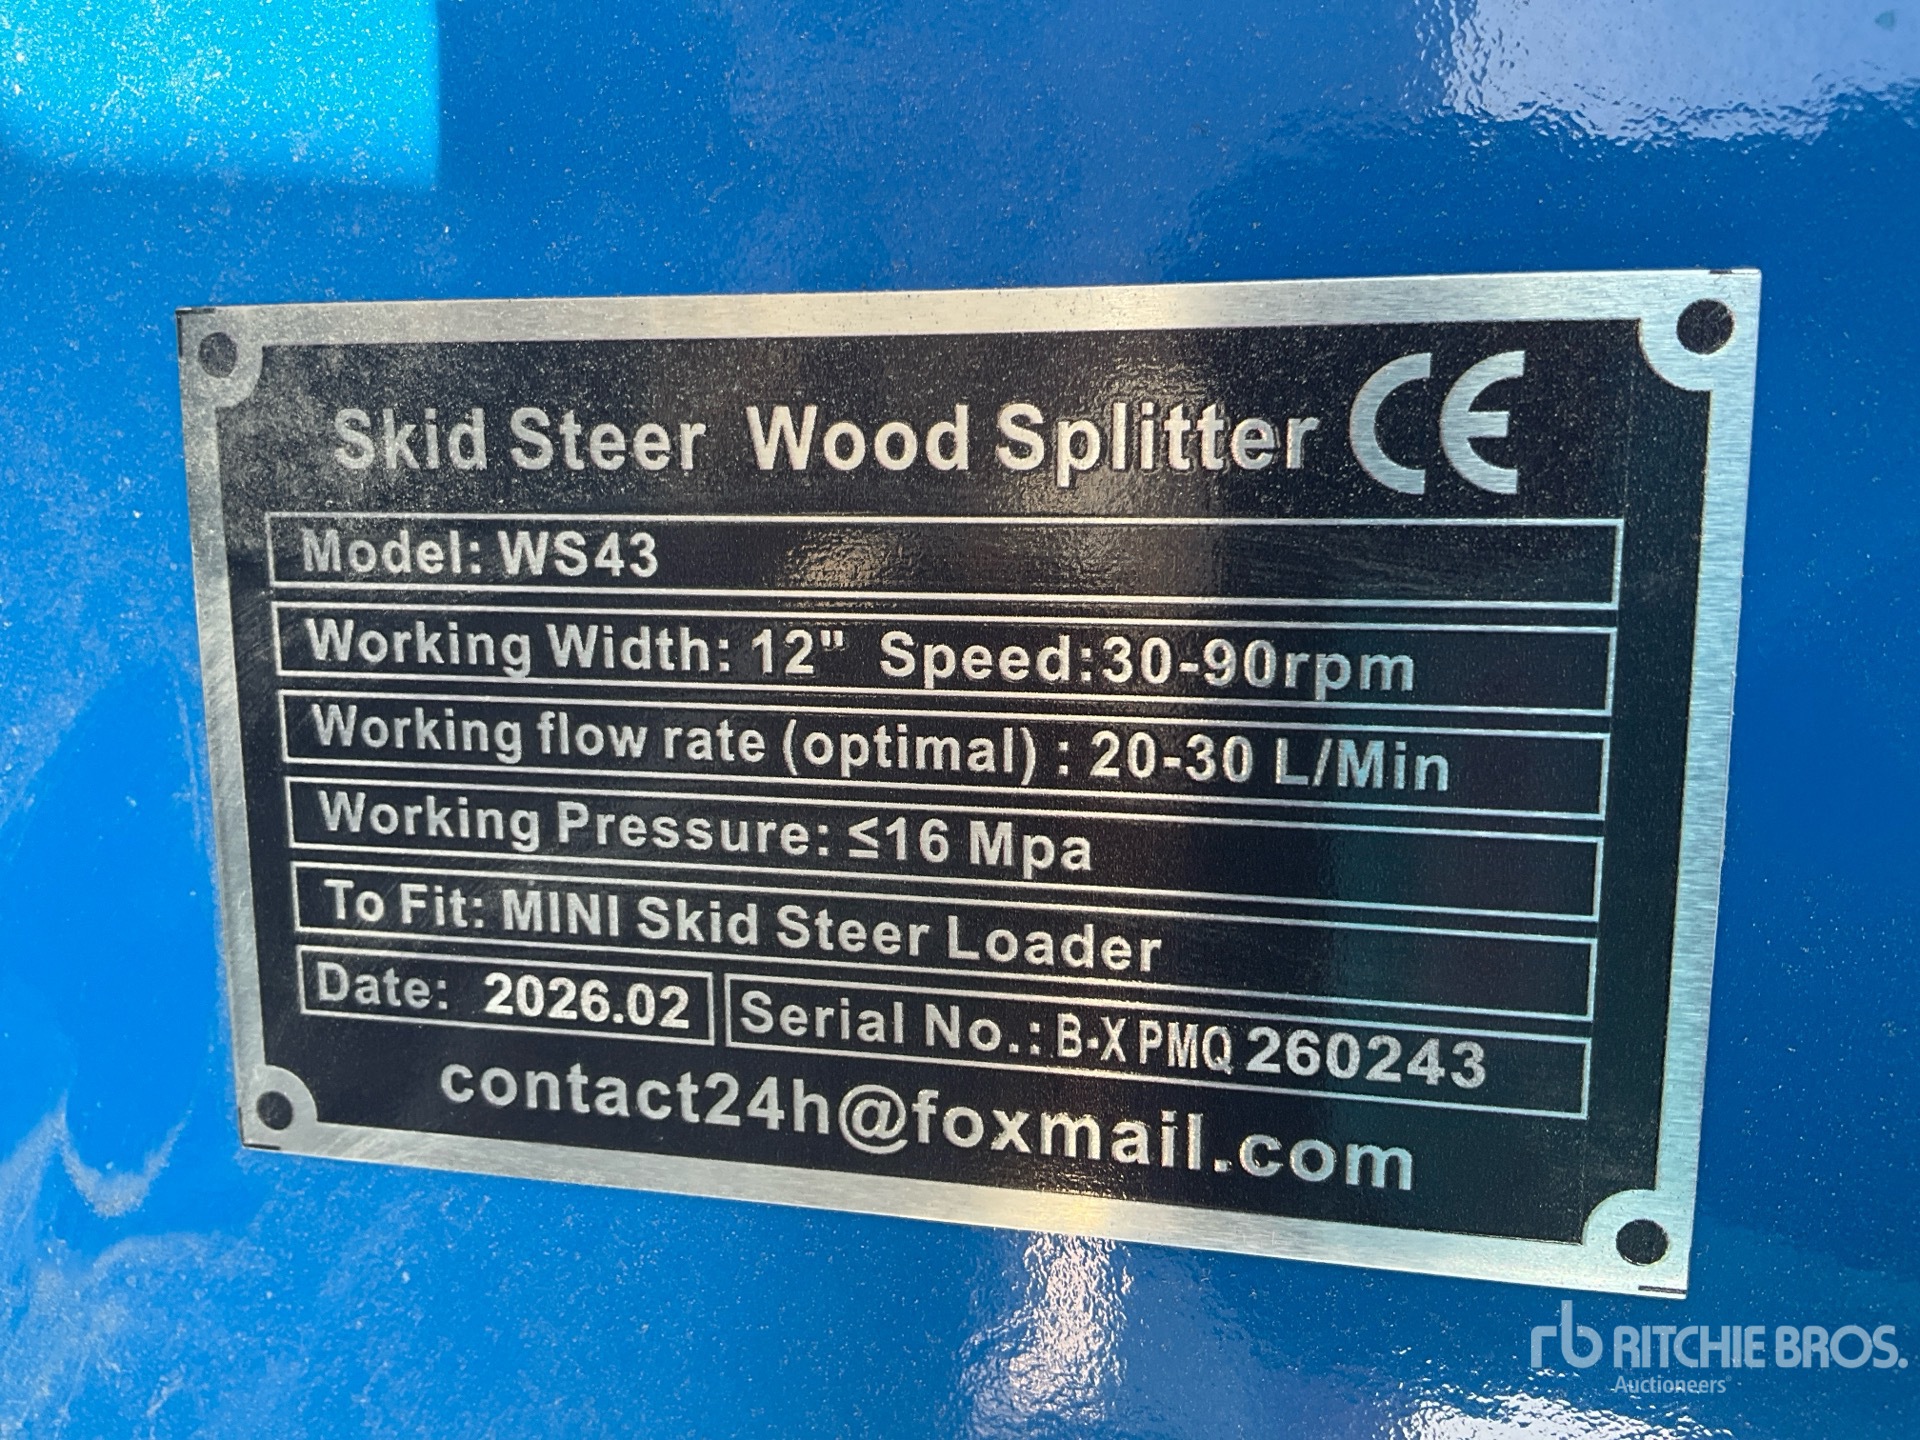 Skid Steer Wood Splitter CE
Model: WS43
Working Width: 12" Speed:30-90rpm
Working flow rate (optimal) : 20-30 L/Min
Working Pressure: ≤16 Mpa
To Fit: MINI Skid Steer Loader
Date: 2026.02 Serial No.: B-XPMQ260243
contact24h@foxmail.com
rb RITCHIE BROS.
Auctioneers